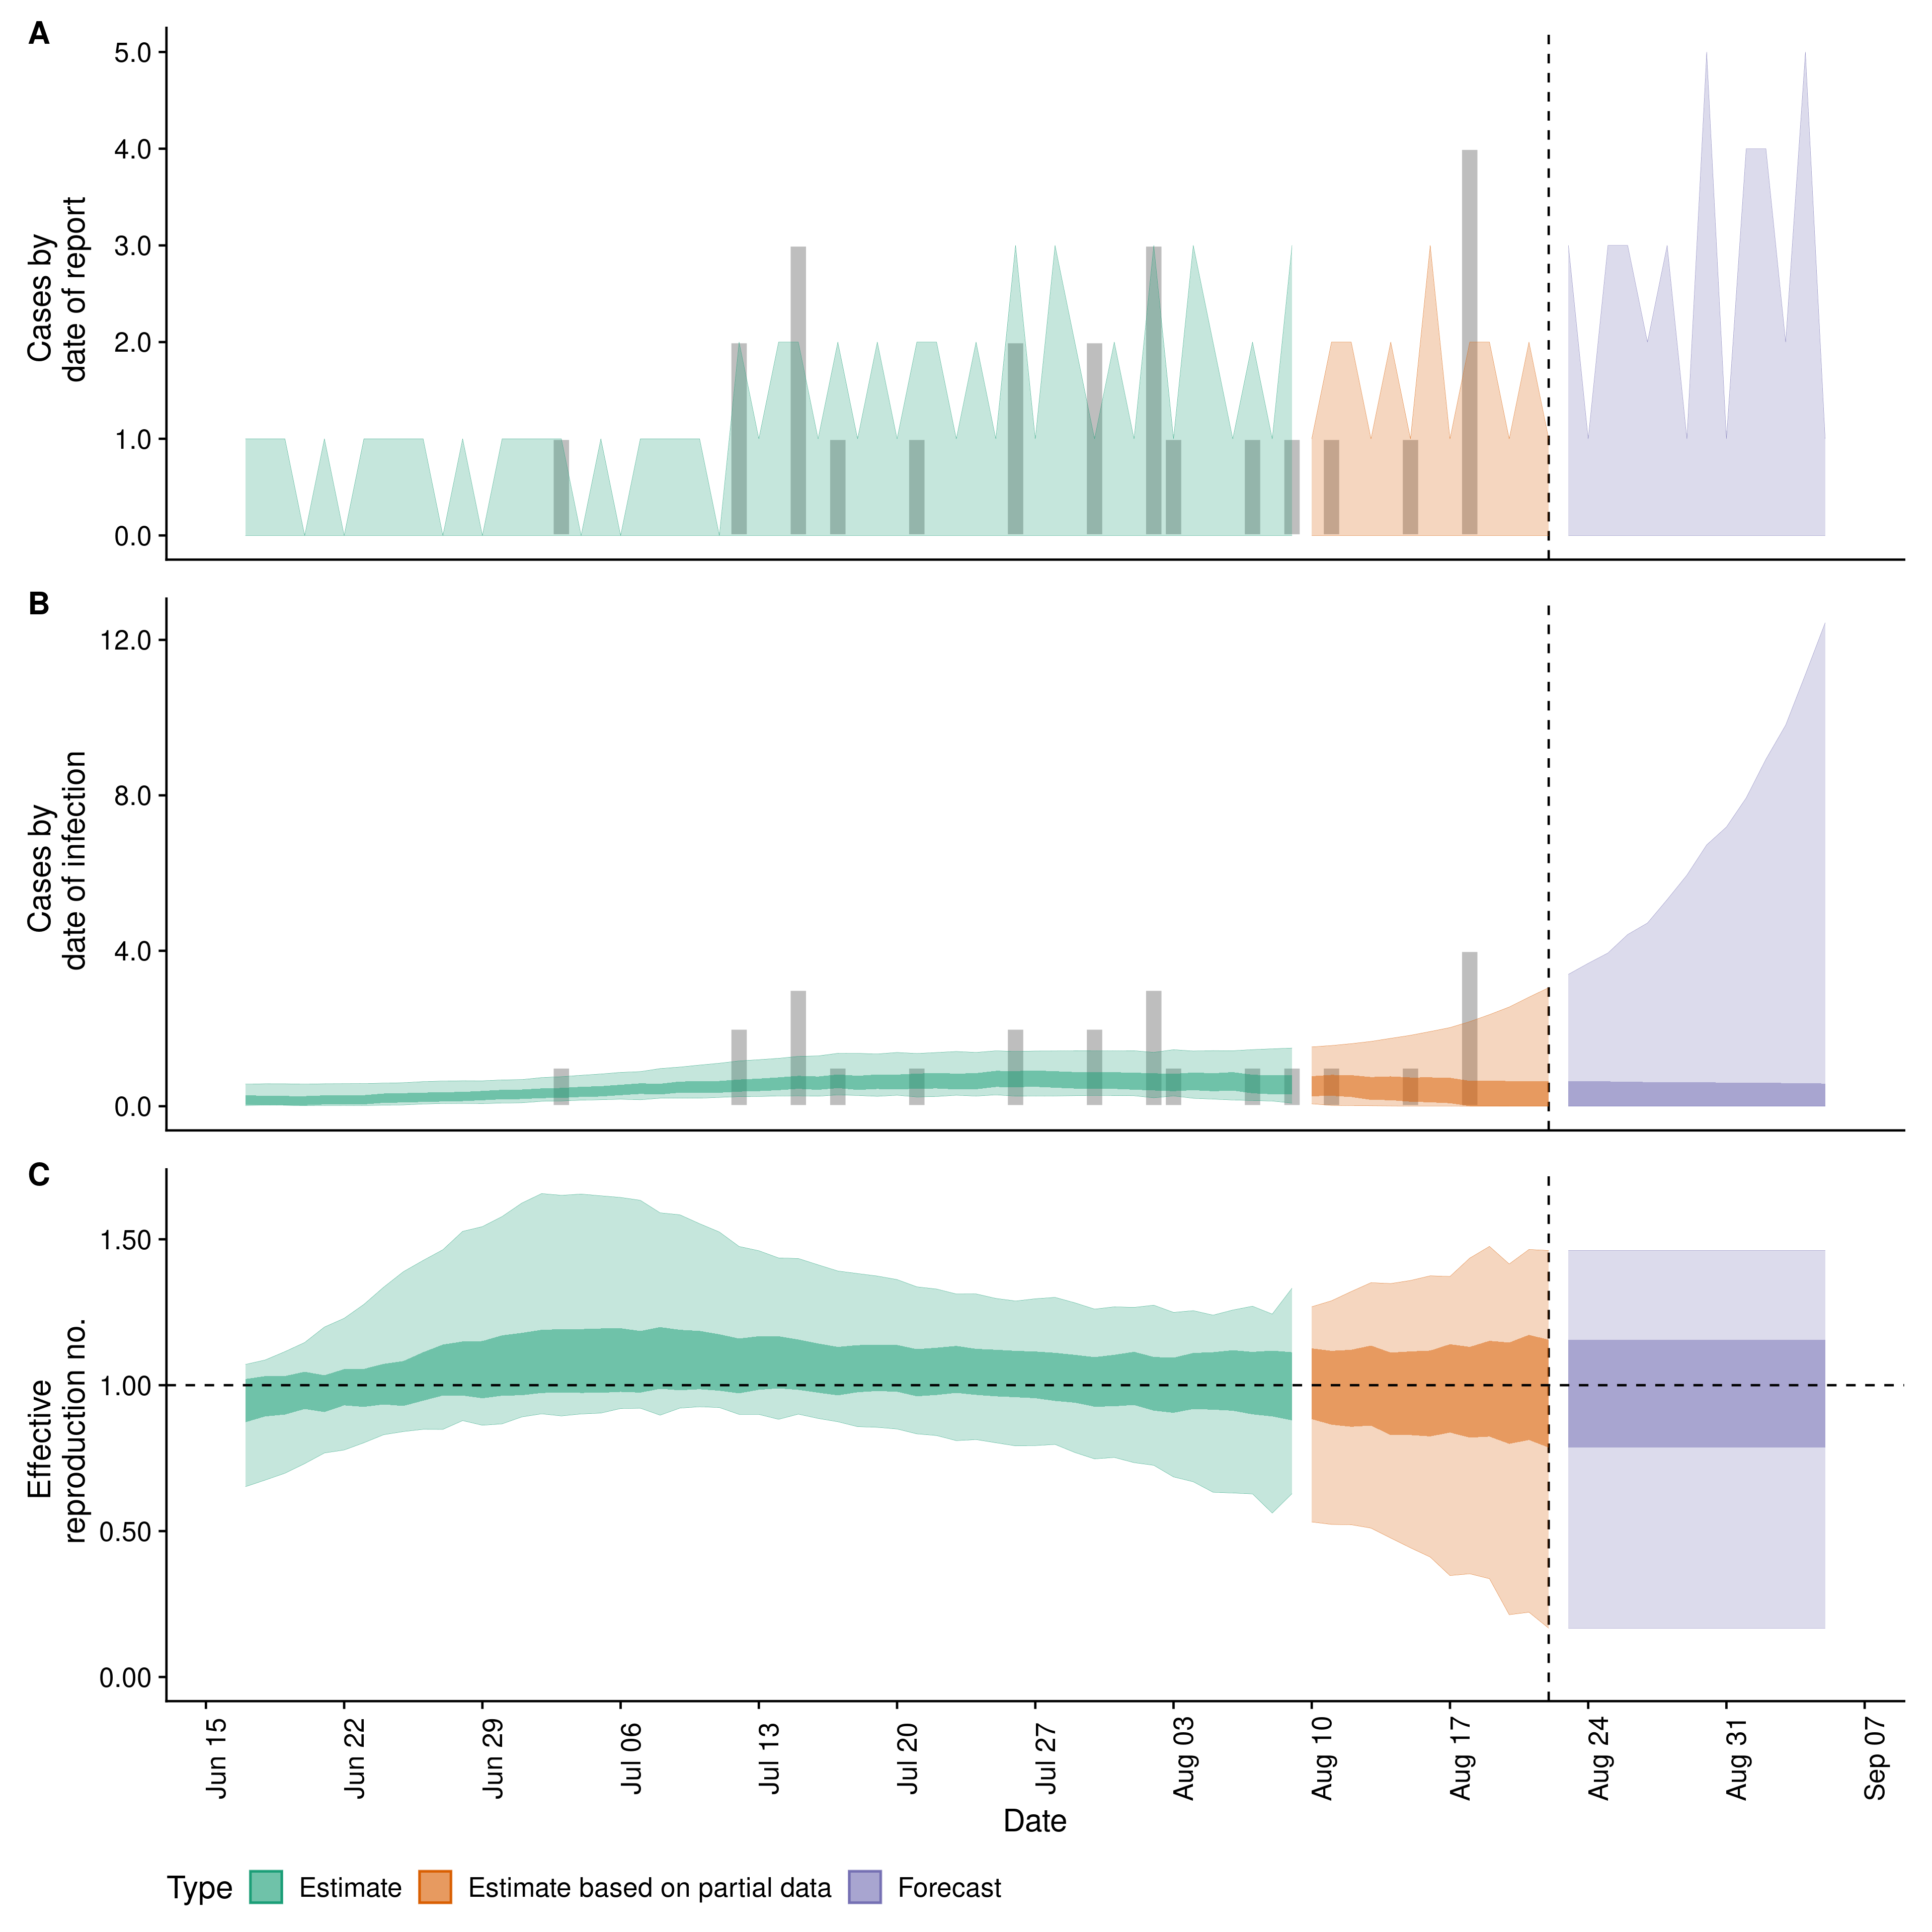 A
5.0
4.0
3.0
2.0
1.0
0.0
Cases by
date of report
B
12.0
8.0
4.0
0.0
Cases by
date of infection
C
1.50
1.00
0.50
0.00
Effective
reproduction no.
Jun 15
Jun 22
Jun 29
Jul 06
Jul 13
Jul 20
Jul 27
Aug 03
Aug 10
Aug 17
Aug 24
Aug 31
Sep 07
Date
Type Estimate Estimate based on partial data Forecast